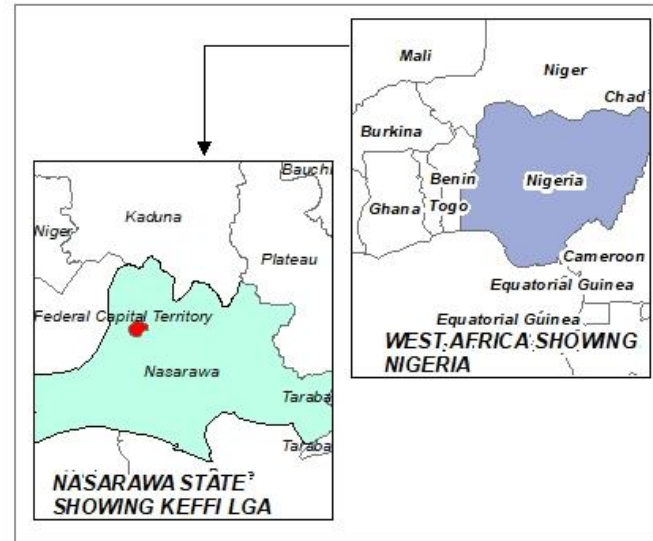 Mali
Niger
Chad
Burkina
Benin
Nigeria
Ghana
Togo
Cameroon
Equatorial Guinea
Equatorial Guinea
WEST AFRICA SHOWING
NIGERIA
Bauchi
Kaduna
Niger
Plateau
Federal Capital Territory
Nasarawa
Taraba
Taraba
NASARAWA STATE
SHOWING KEFFI LGA